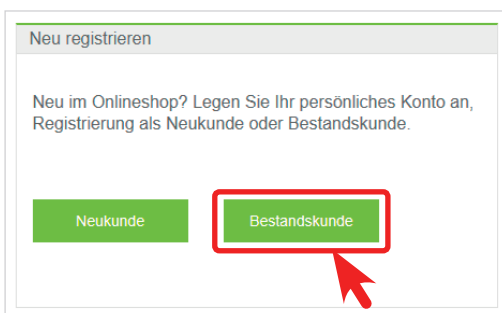 Neu registrieren
Neu im Onlineshop? Legen Sie Ihr persönliches Konto an,
Registrierung als Neukunde oder Bestandskunde.
Neukunde
Bestandskunde